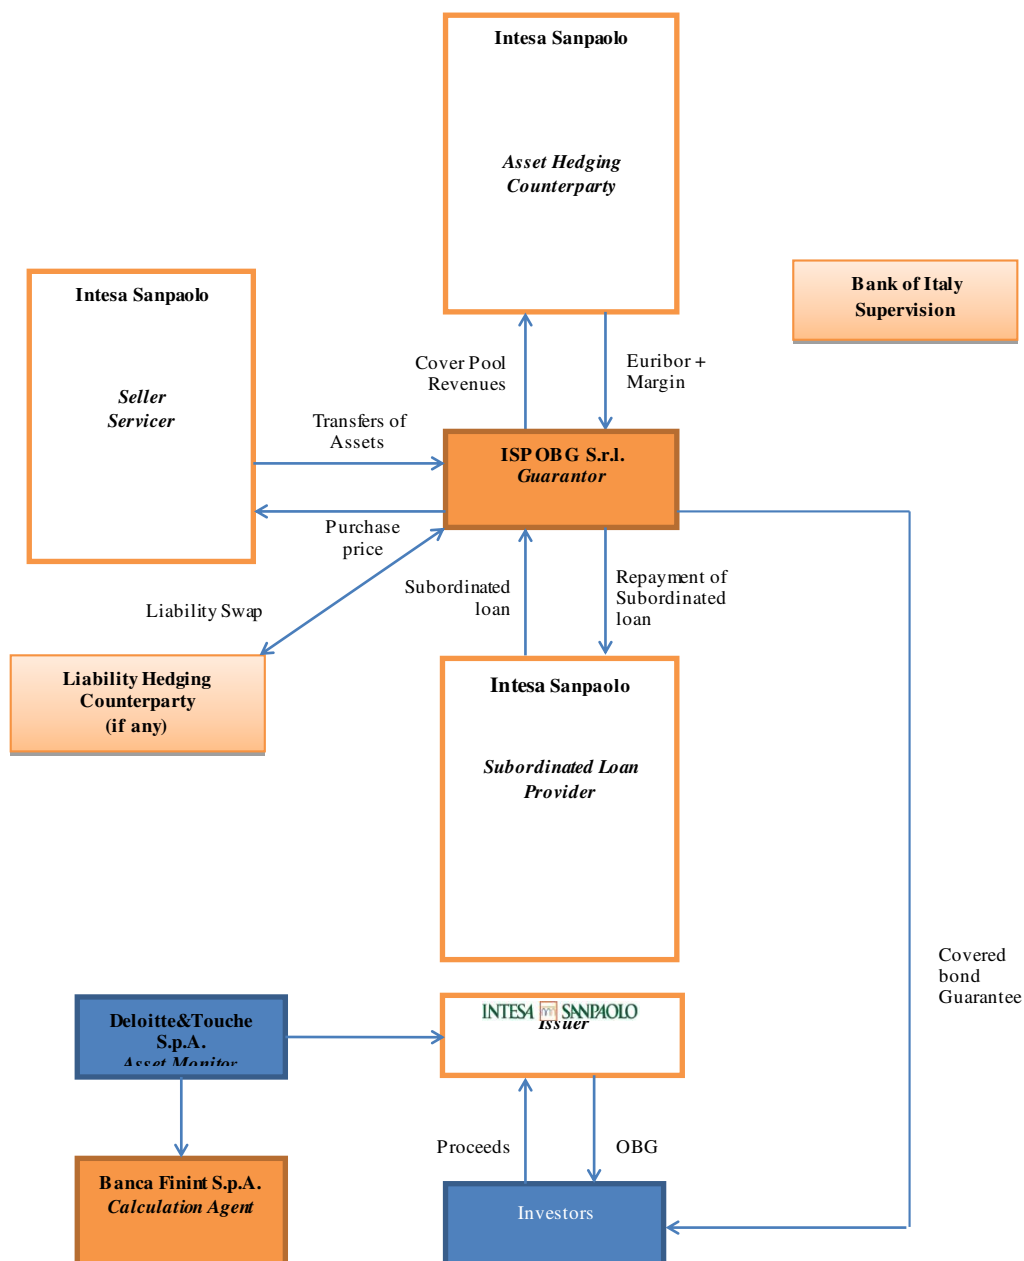 Intesa Sanpaolo
Asset Hedging
Counterparty
Intesa Sanpaolo
Seller
Servicer
Bank of Italy
Supervision
Cover Pool
Revenues
Euribor +
Margin
Transfers of
Assets
ISP OBG S.r.l.
Guarantor
Purchase
price
Subordinated
loan
Repayment of
Subordinated
loan
Liability Swap
Liability Hedging
Counterparty
(if any)
Intesa Sanpaolo
Subordinated Loan
Provider
Covered
bond
Guarantee
Deloitte&Touche
S.p.A.
Asset Monitor
INTESA SANPAOLO
Issuer
Proceeds
OBG
Banca Finint S.p.A.
Calculation Agent
Investors